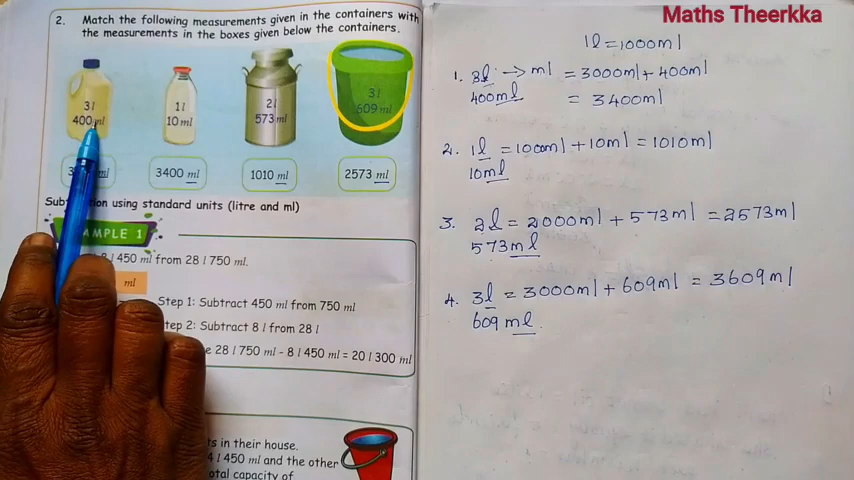 Maths Theerkka
2. Match the following measurements given in the containers with
the measurements in the boxes given below the containers.
3 l
400 ml
1 l
10 ml
2 l
573 ml
3 l
609 ml
ml
3400 ml
1010 ml
2573 ml
using standard units (litre and ml)
AMPLE 1
8 l 450 ml from 28 l 750 ml.
ml
Step 1: Subtract 450 ml from 750 ml
tep 2: Subtract 8 l from 28 l
28 l 750 ml - 8 l 450 ml = 20 l 300 ml
ts in their house.
4 l 450 ml and the other
otal capacity of
1l = 1000ml
1. 3l → ml = 3000ml + 400ml
400ml = 3400ml
2. 1l = 1000ml + 10ml = 1010ml
10ml
3. 2l = 2000ml + 573ml = 2573ml
573ml
4. 3l = 3000ml + 609ml = 3609ml
609ml.